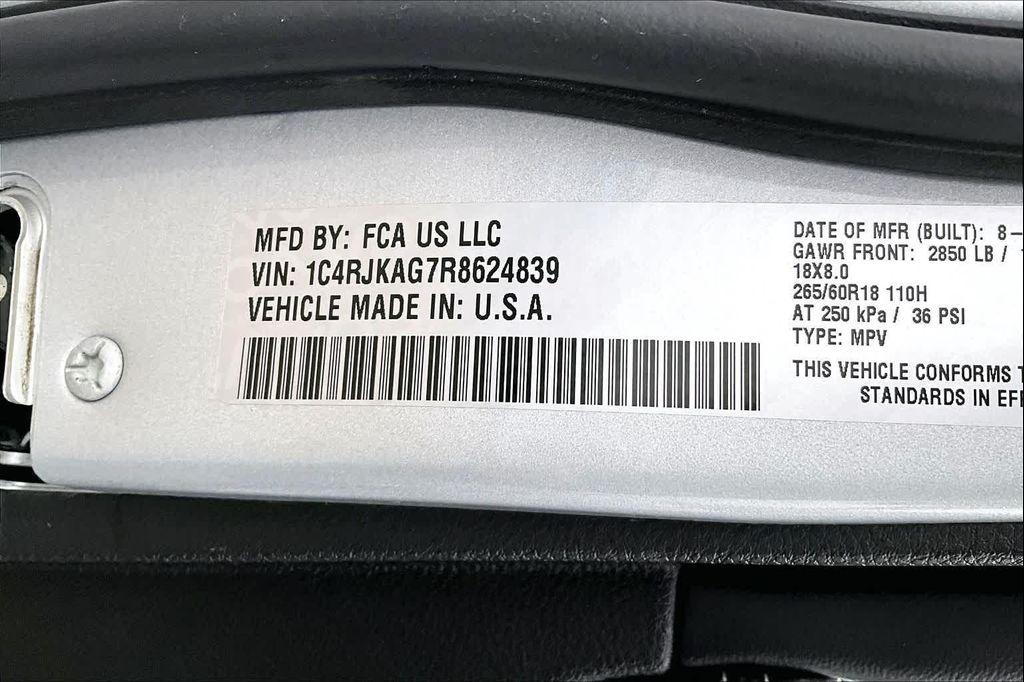 MFD BY: FCA US LLC
VIN: 1C4RJKAG7R8624839
VEHICLE MADE IN: U.S.A.
DATE OF MFR (BUILT): 8-
GAWR FRONT: 2850 LB /
18X8.0
265/60R18 110H
AT 250 kPa / 36 PSI
TYPE: MPV
THIS VEHICLE CONFORMS
STANDARDS IN